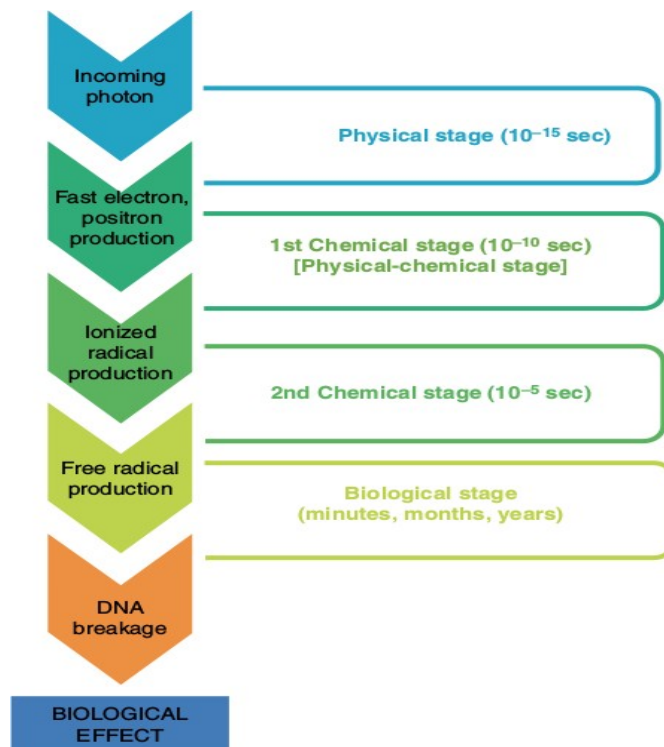 Incoming
photon
Physical stage (10⁻¹⁵ sec)
Fast electron,
positron
production
1st Chemical stage (10⁻¹⁰ sec)
[Physical-chemical stage]
Ionized
radical
production
2nd Chemical stage (10⁻⁵ sec)
Free radical
production
Biological stage
(minutes, months, years)
DNA
breakage
BIOLOGICAL
EFFECT